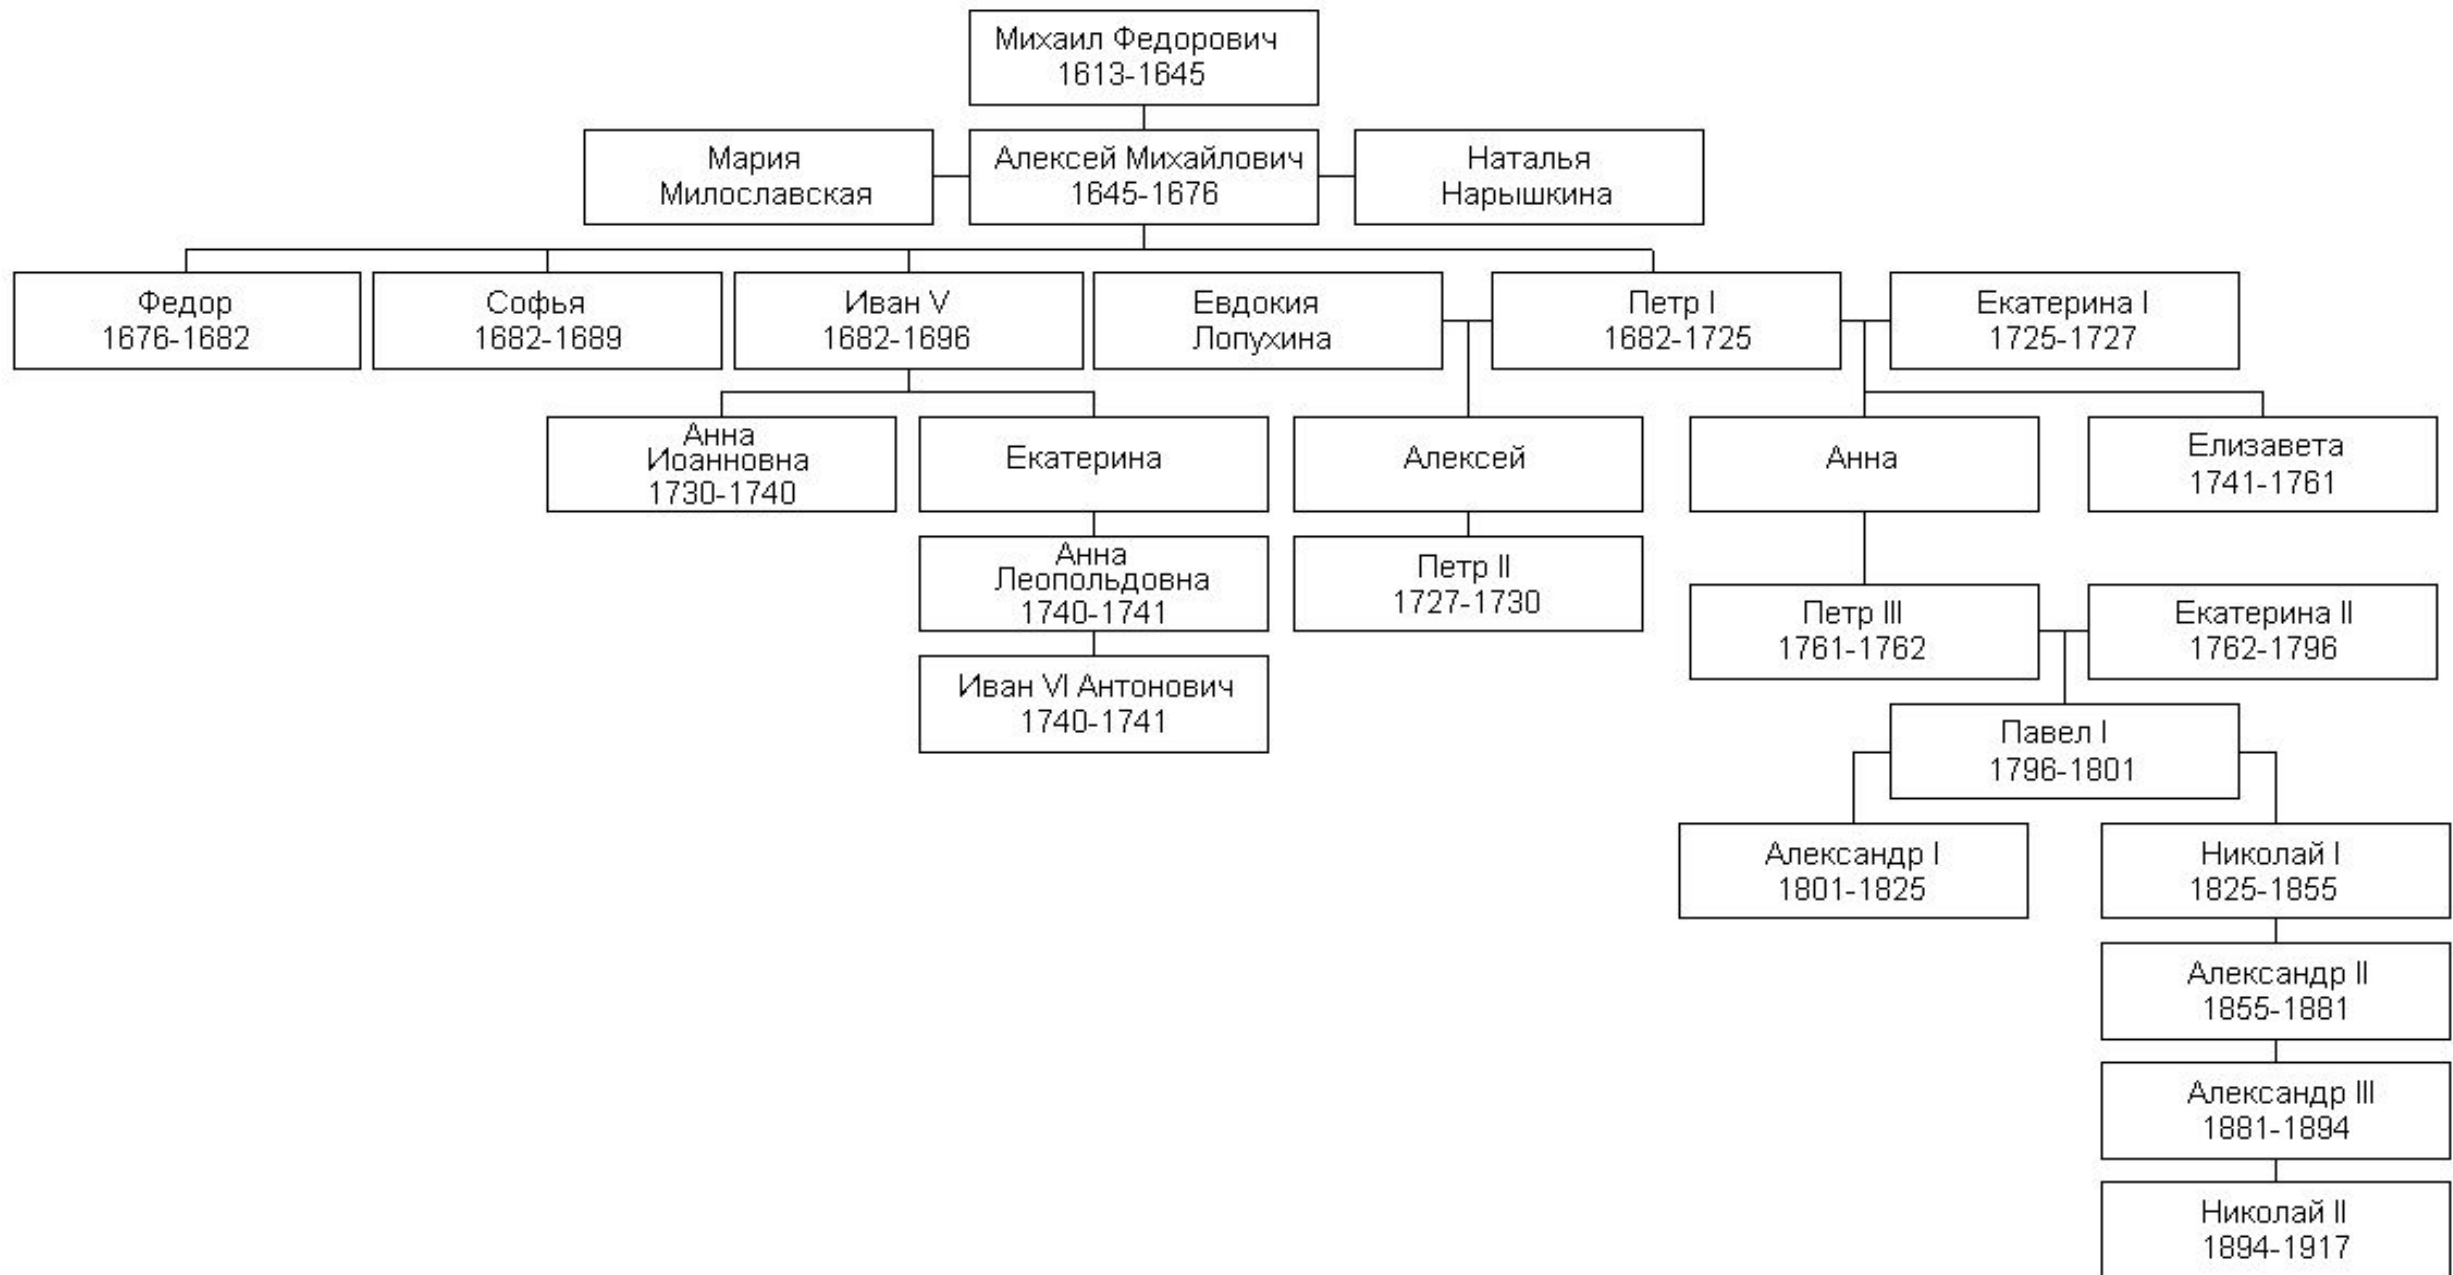 Михаил Федорович
1613-1645
Мария
Милославская
Алексей Михайлович
1645-1676
Наталья
Нарышкина
Федор
1676-1682
Софья
1682-1689
Иван V
1682-1696
Евдокия
Лопухина
Петр I
1682-1725
Екатерина I
1725-1727
Анна
Иоанновна
1730-1740
Екатерина
Алексей
Анна
Елизавета
1741-1761
Анна
Леопольдовна
1740-1741
Петр II
1727-1730
Петр III
1761-1762
Екатерина II
1762-1796
Иван VI Антонович
1740-1741
Павел I
1796-1801
Александр I
1801-1825
Николай I
1825-1855
Александр II
1855-1881
Александр III
1881-1894
Николай II
1894-1917